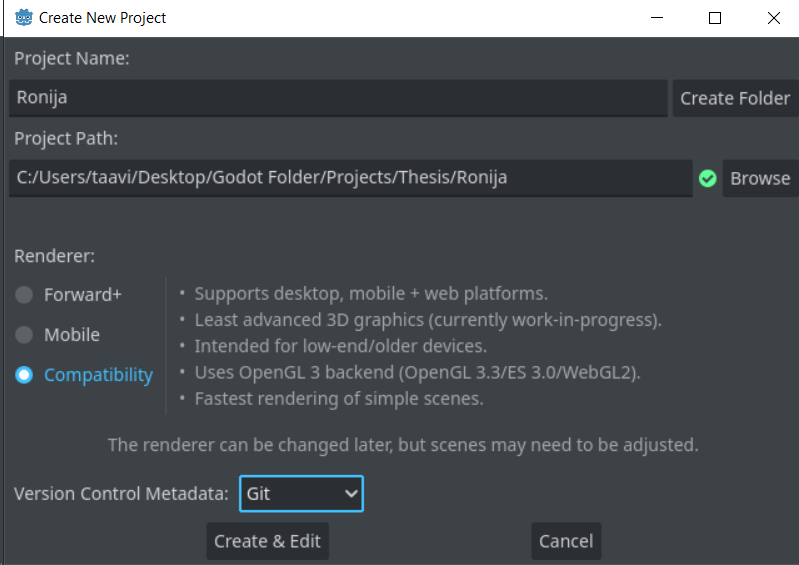 Create New Project
Project Name:
Ronija
Create Folder
Project Path:
C:/Users/taavi/Desktop/Godot Folder/Projects/Thesis/Ronija
Browse
Renderer:
Forward+
Mobile
Compatibility
• Supports desktop, mobile + web platforms.
• Least advanced 3D graphics (currently work-in-progress).
• Intended for low-end/older devices.
• Uses OpenGL 3 backend (OpenGL 3.3/ES 3.0/WebGL2).
• Fastest rendering of simple scenes.
The renderer can be changed later, but scenes may need to be adjusted.
Version Control Metadata: Git
Create & Edit
Cancel